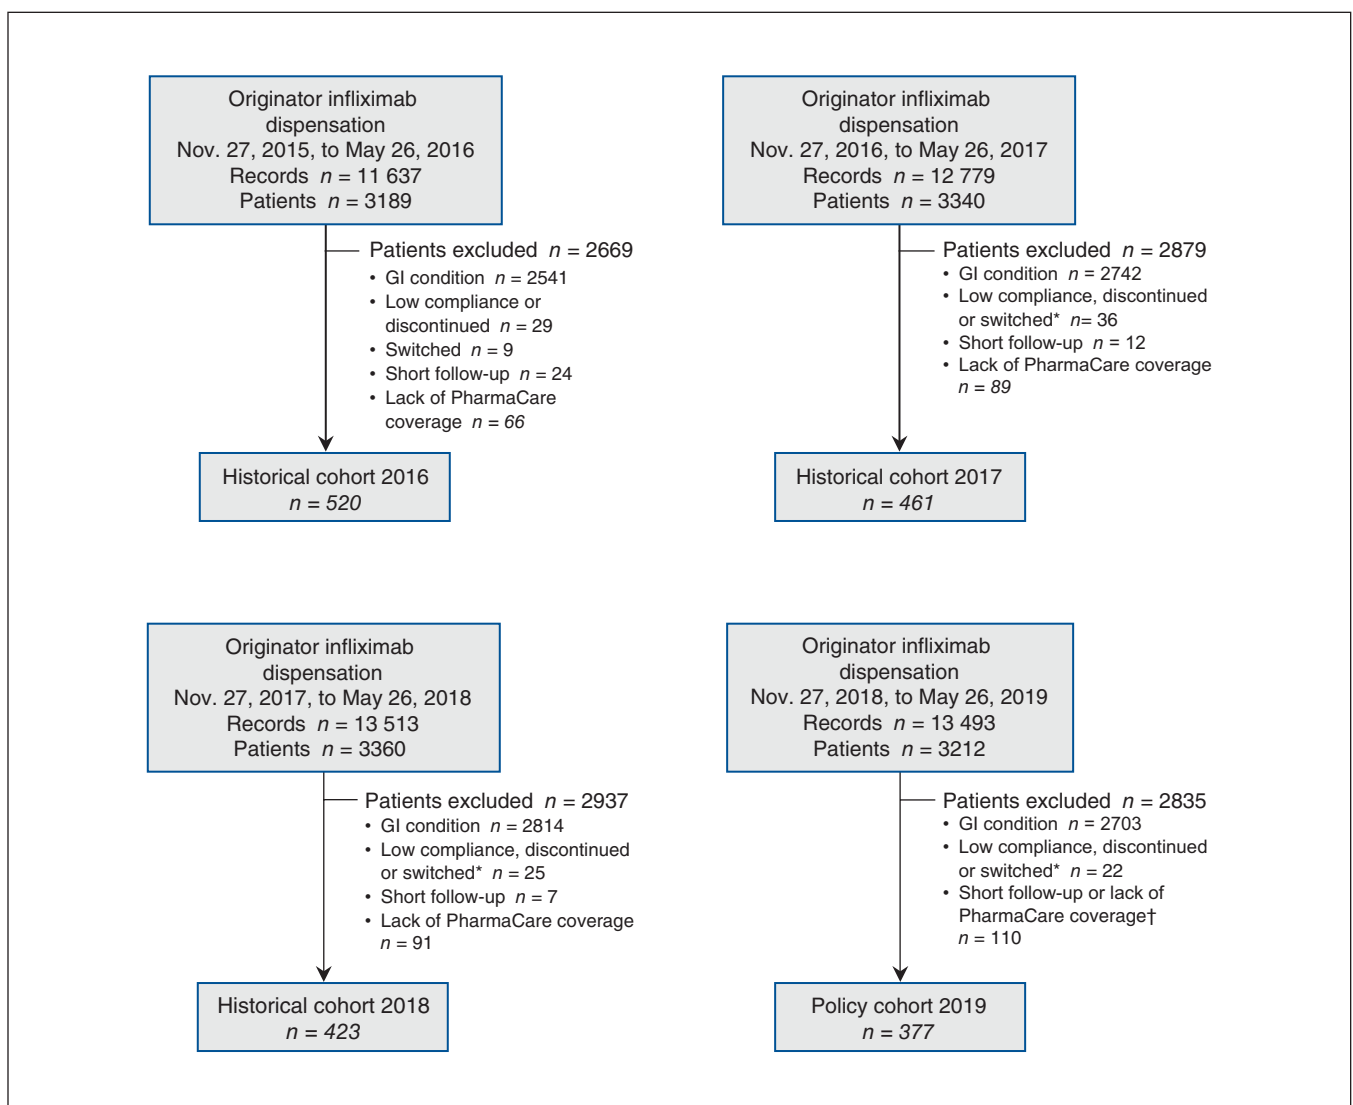 Originator infliximab
dispensation
Nov. 27, 2015, to May 26, 2016
Records n = 11 637
Patients n = 3189
Patients excluded n = 2669
• GI condition n = 2541
• Low compliance or
discontinued n = 29
• Switched n = 9
• Short follow-up n = 24
• Lack of PharmaCare
coverage n = 66
Historical cohort 2016
n = 520
Originator infliximab
dispensation
Nov. 27, 2016, to May 26, 2017
Records n = 12 779
Patients n = 3340
Patients excluded n = 2879
• GI condition n = 2742
• Low compliance, discontinued
or switched* n= 36
• Short follow-up n = 12
• Lack of PharmaCare coverage
n = 89
Historical cohort 2017
n = 461
Originator infliximab
dispensation
Nov. 27, 2017, to May 26, 2018
Records n = 13 513
Patients n = 3360
Patients excluded n = 2937
• GI condition n = 2814
• Low compliance, discontinued
or switched* n = 25
• Short follow-up n = 7
• Lack of PharmaCare coverage
n = 91
Historical cohort 2018
n = 423
Originator infliximab
dispensation
Nov. 27, 2018, to May 26, 2019
Records n = 13 493
Patients n = 3212
Patients excluded n = 2835
• GI condition n = 2703
• Low compliance, discontinued
or switched* n = 22
• Short follow-up or lack of
PharmaCare coverage†
n = 110
Policy cohort 2019
n = 377